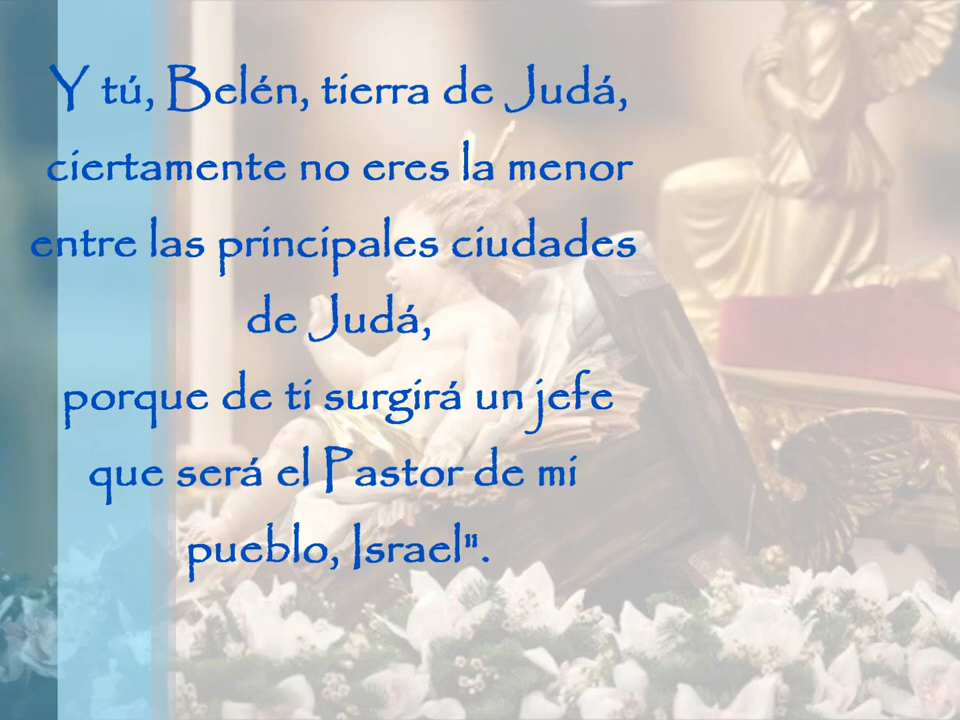 Y tú, Belén, tierra de Judá,
ciertamente no eres la menor
entre las principales ciudades
de Judá,
porque de ti surgirá un jefe
que será el Pastor de mi
pueblo, Israel".